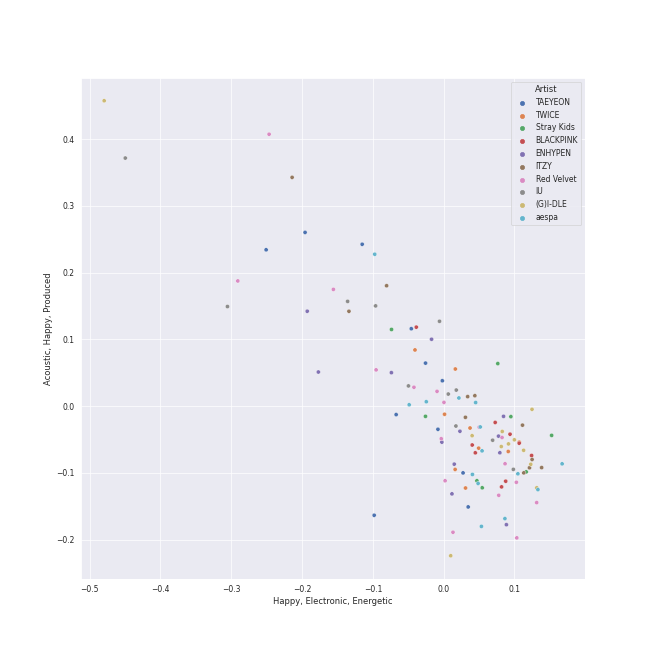 Artist
TAEYEON
TWICE
Stray Kids
BLACKPINK
ENHYPEN
ITZY
Red Velvet
IU
(G)I-DLE
aespa
0.4
0.3
0.2
0.1
0.0
−0.1
−0.2
Acoustic, Happy, Produced
−0.5
−0.4
−0.3
−0.2
−0.1
0.0
0.1
Happy, Electronic, Energetic